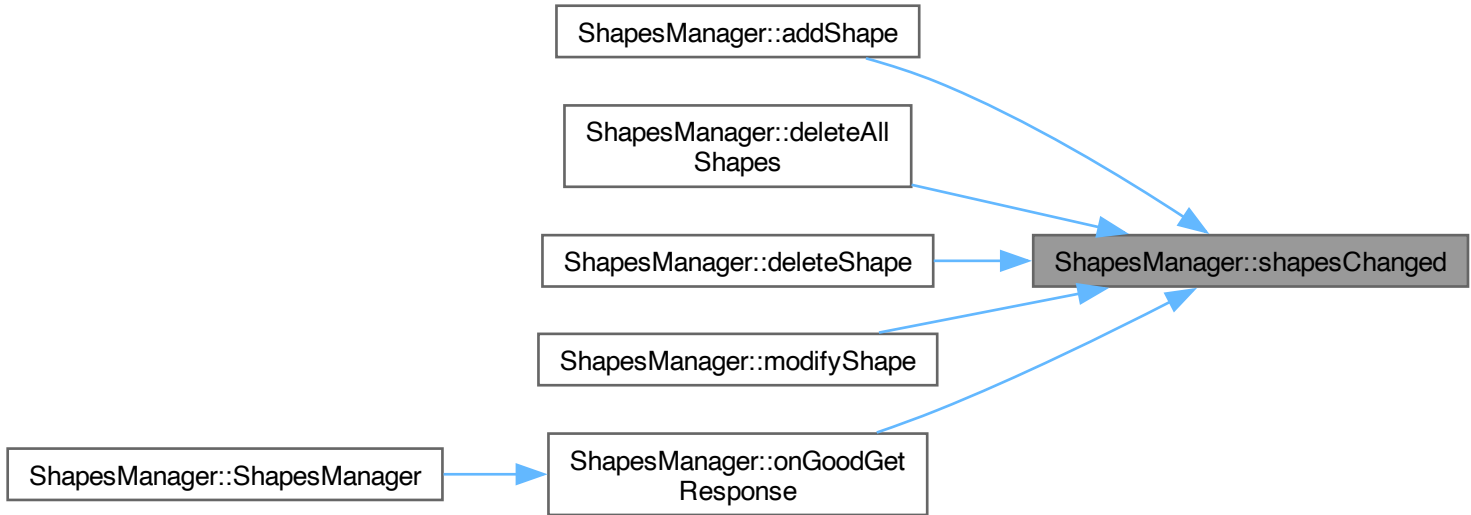 ShapesManager::addShape
ShapesManager::deleteAll
Shapes
ShapesManager::deleteShape
ShapesManager::shapesChanged
ShapesManager::modifyShape
ShapesManager::ShapesManager
ShapesManager::onGoodGet
Response